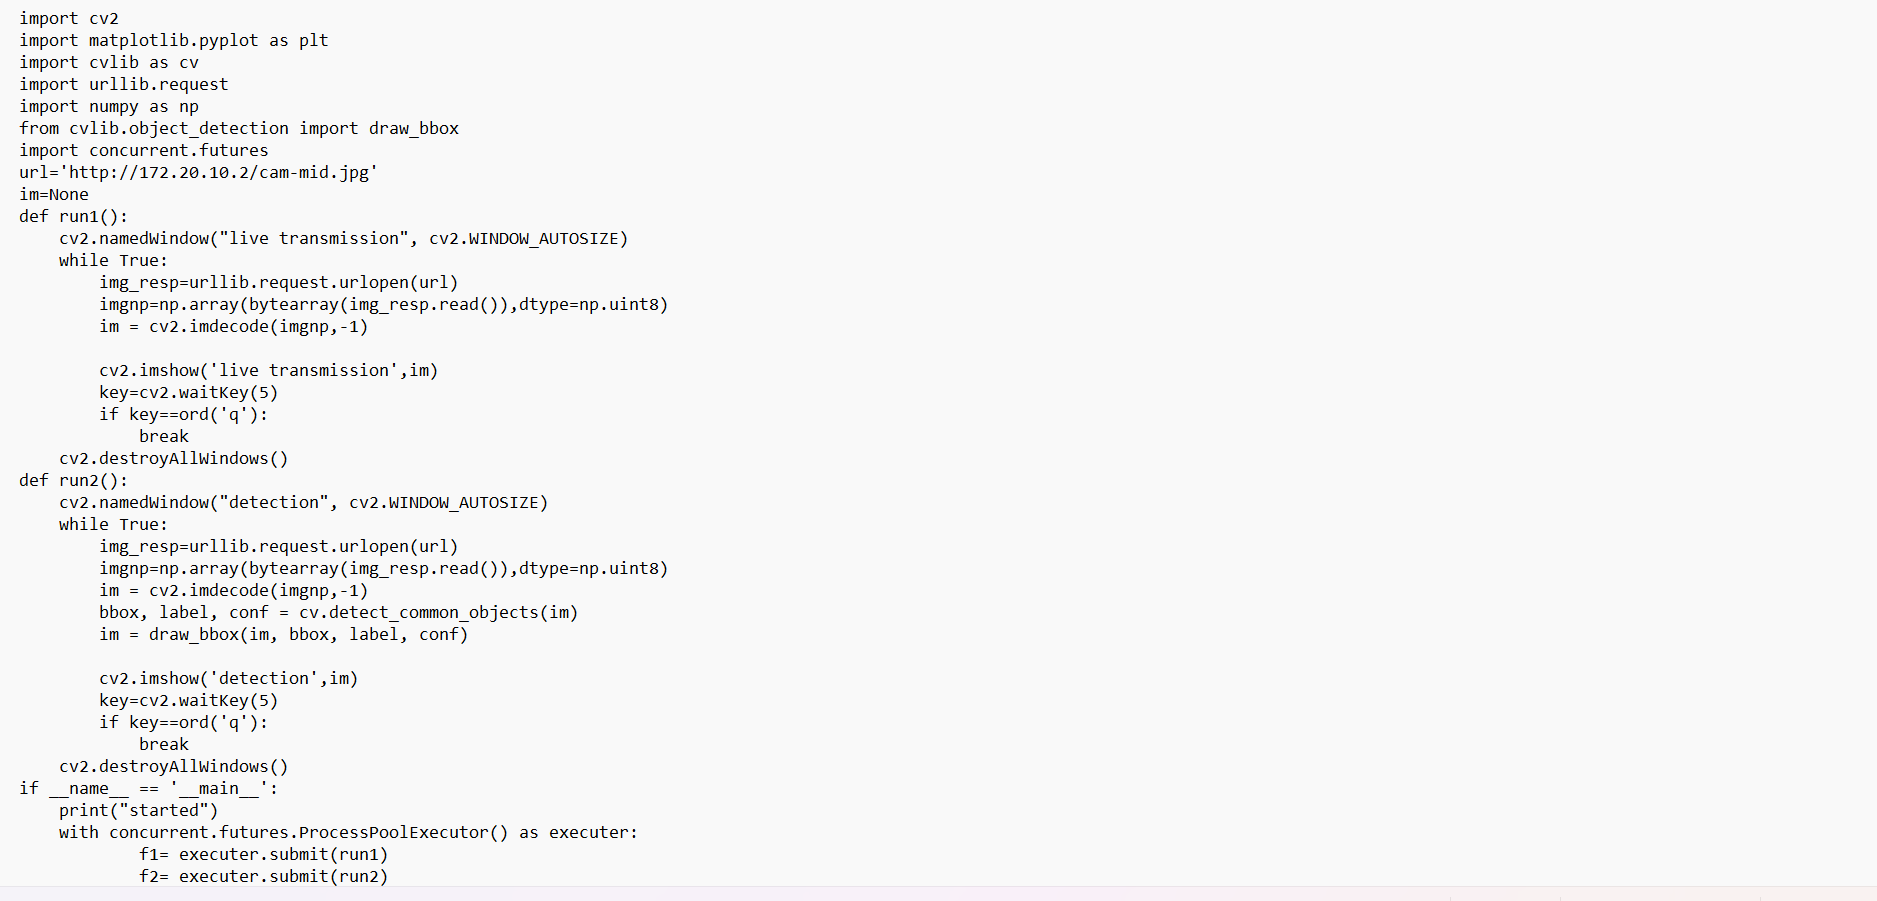 import cv2
import matplotlib.pyplot as plt
import cvlib as cv
import urllib.request
import numpy as np
from cvlib.object_detection import draw_bbox
import concurrent.futures
url='http://172.20.10.2/cam-mid.jpg'
im=None
def run1():
    cv2.namedWindow("live transmission", cv2.WINDOW_AUTOSIZE)
    while True:
        img_resp=urllib.request.urlopen(url)
        imgnp=np.array(bytearray(img_resp.read()),dtype=np.uint8)
        im = cv2.imdecode(imgnp,-1)

        cv2.imshow('live transmission',im)
        key=cv2.waitKey(5)
        if key==ord('q'):
            break
    cv2.destroyAllWindows()
def run2():
    cv2.namedWindow("detection", cv2.WINDOW_AUTOSIZE)
    while True:
        img_resp=urllib.request.urlopen(url)
        imgnp=np.array(bytearray(img_resp.read()),dtype=np.uint8)
        im = cv2.imdecode(imgnp,-1)
        bbox, label, conf = cv.detect_common_objects(im)
        im = draw_bbox(im, bbox, label, conf)

        cv2.imshow('detection',im)
        key=cv2.waitKey(5)
        if key==ord('q'):
            break
    cv2.destroyAllWindows()
if __name__ == '__main__':
    print("started")
    with concurrent.futures.ProcessPoolExecutor() as executer:
            f1= executer.submit(run1)
            f2= executer.submit(run2)